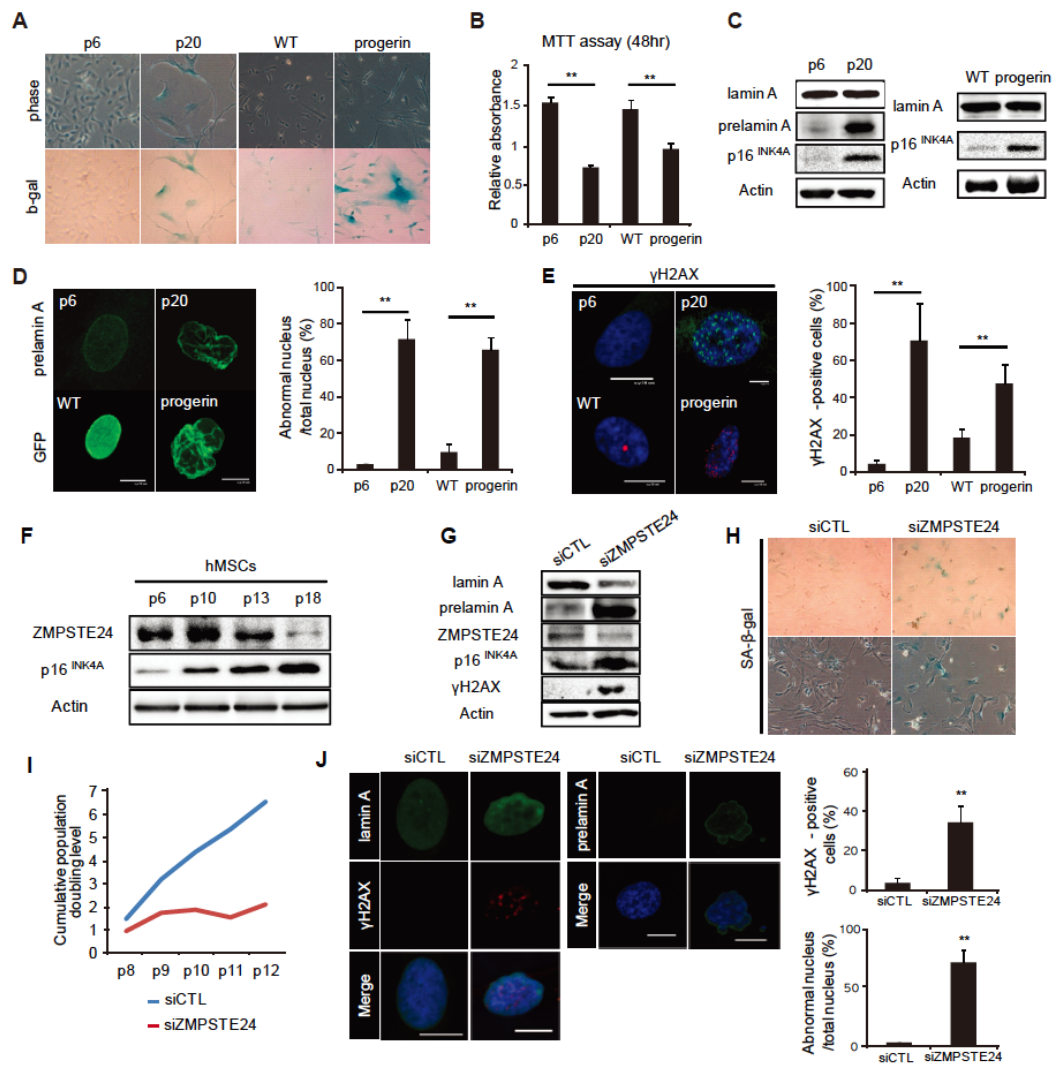 A
p6 p20 WT progerin
phase
b-gal
B
MTT assay (48hr)
Relative absorbance
2
1.5
1
0.5
0
** **
p6 p20 WT progerin
C
p6 p20
lamin A
prelamin A
p16 INK4A
Actin
WT progerin
lamin A
p16 INK4A
Actin
D
prelamin A
GFP
p6 p20
WT progerin
Abnormal nucleus
/total nucleus (%)
100
80
60
40
20
0
** **
p6 p20 WT progerin
E
γH2AX
p6 p20
WT progerin
γH2AX -positive cells (%)
100
80
60
40
20
0
** **
p6 p20 WT progerin
F
hMSCs
p6 p10 p13 p18
ZMPSTE24
p16 INK4A
Actin
G
siCTL siZMPSTE24
lamin A
prelamin A
ZMPSTE24
p16 INK4A
γH2AX
Actin
H
siCTL siZMPSTE24
SA-β-gal
I
Cumulative population
doubling level
7
6
5
4
3
2
1
0
p8 p9 p10 p11 p12
siCTL
siZMPSTE24
J
siCTL siZMPSTE24
lamin A
γH2AX
Merge
siCTL siZMPSTE24
prelamin A
Merge
γH2AX - positive
cells (%)
60
40
20
0
**
siCTL siZMPSTE24
Abnormal nucleus
/total nucleus (%)
100
50
0
**
siCTL siZMPSTE24